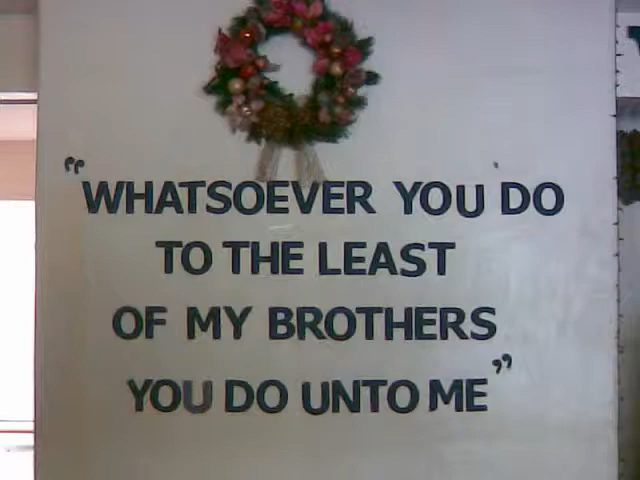 "WHATSOEVER YOU DO
TO THE LEAST
OF MY BROTHERS
YOU DO UNTO ME"